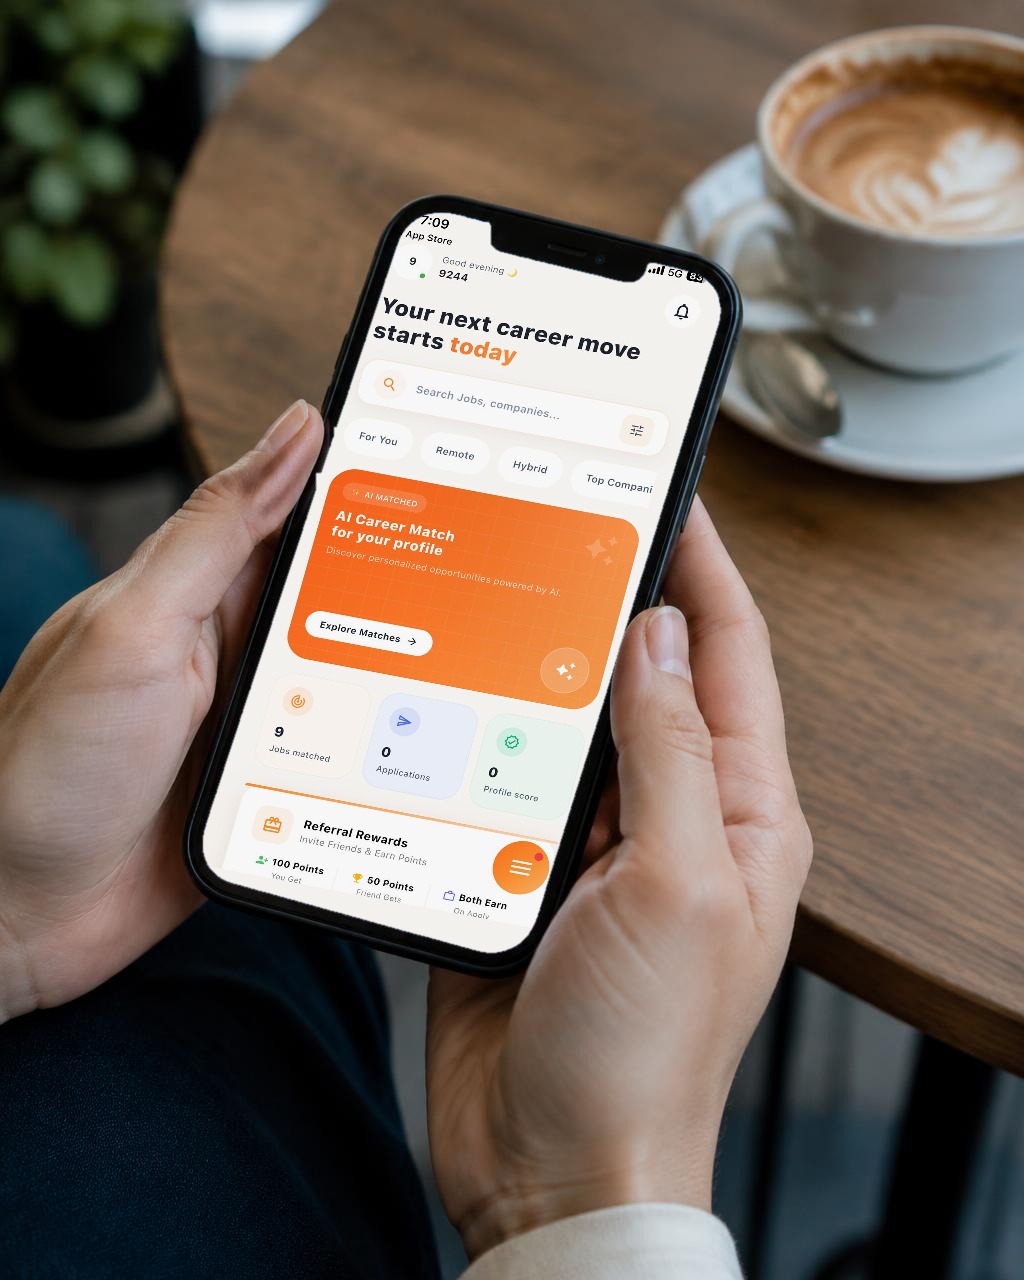 7:09
App Store
5G 83
9
Good evening 🌙
9244
Your next career move
starts today
Search Jobs, companies...
For You
Remote
Hybrid
Top Compani
AI MATCHED
AI Career Match
for your profile
Discover personalized opportunities powered by AI.
Explore Matches →
9
Jobs matched
0
Applications
0
Profile score
Referral Rewards
Invite Friends & Earn Points
100 Points
You Get
50 Points
Friend Gets
Both Earn
On Apply